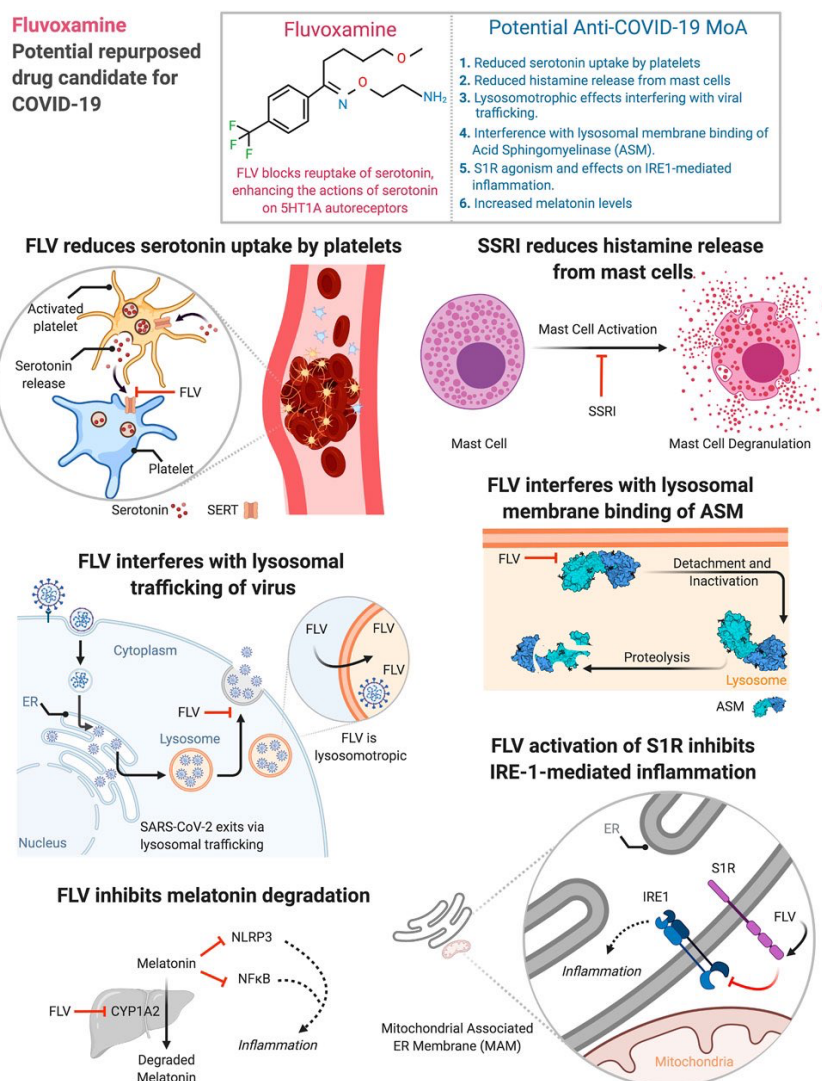 Fluvoxamine
Potential repurposed
drug candidate for
COVID-19
Fluvoxamine
O
O
N
NH2
F
F
F
FLV blocks reuptake of serotonin,
enhancing the actions of serotonin
on 5HT1A autoreceptors
Potential Anti-COVID-19 MoA
1. Reduced serotonin uptake by platelets
2. Reduced histamine release from mast cells
3. Lysosomotrophic effects interfering with viral
trafficking.
4. Interference with lysosomal membrane binding of
Acid Sphingomyelinase (ASM).
5. S1R agonism and effects on IRE1-mediated
inflammation.
6. Increased melatonin levels
FLV reduces serotonin uptake by platelets
Activated
platelet
Serotonin
release
FLV
Platelet
Serotonin
SERT
SSRI reduces histamine release
from mast cells
Mast Cell Activation
SSRI
Mast Cell
Mast Cell Degranulation
FLV interferes with lysosomal
membrane binding of ASM
FLV
Detachment and
Inactivation
Proteolysis
Lysosome
ASM
FLV interferes with lysosomal
trafficking of virus
Cytoplasm
ER
FLV
Lysosome
FLV
FLV
FLV
FLV is
lysosomotropic
Nucleus
SARS-CoV-2 exits via
lysosomal trafficking
FLV activation of S1R inhibits
IRE-1-mediated inflammation
ER
S1R
IRE1
FLV
Inflammation
Mitochondrial Associated
ER Membrane (MAM)
Mitochondria
FLV inhibits melatonin degradation
NLRP3
Melatonin
NFκB
FLV
CYP1A2
Inflammation
Degraded
Melatonin